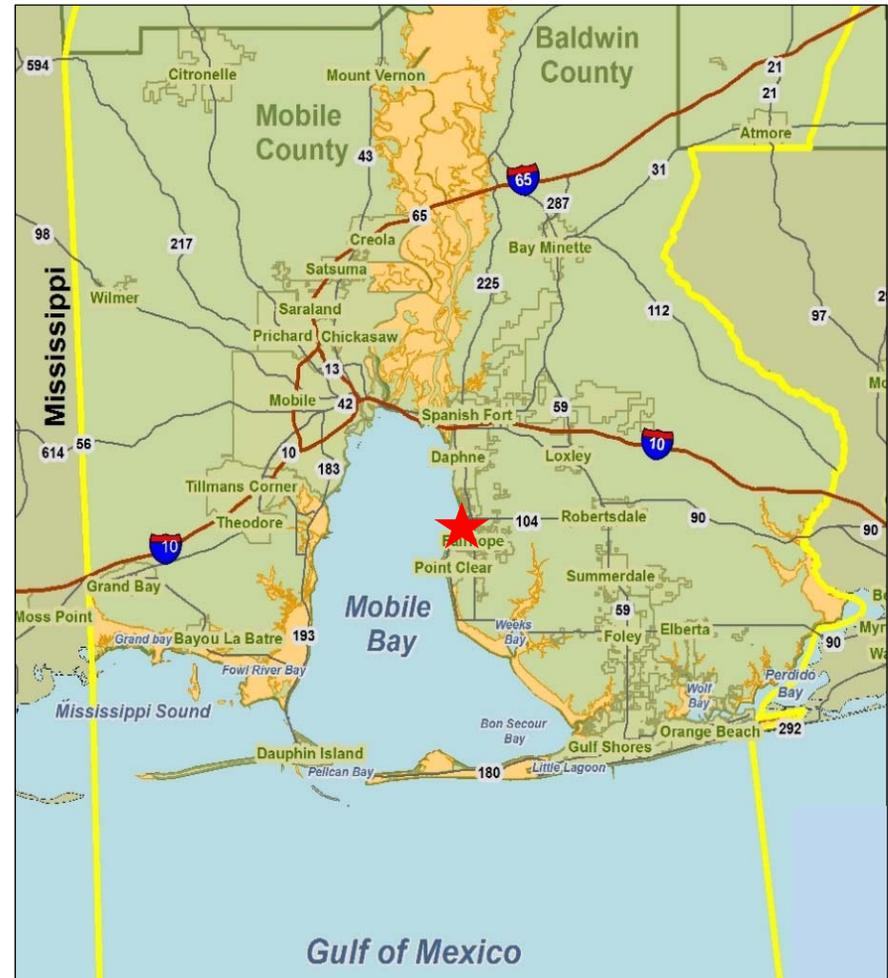 Baldwin
County
594
Citronelle
Mount Vernon
21
21
Mobile
County
Atmore
43
31
65
287
65
98
217
Creola
Bay Minette
Satsuma
225
Wilmer
Saraland
112
97
Prichard
Chickasaw
Mississippi
13
Mobile
42
Spanish Fort
59
614
56
10
183
Daphne
Loxley
10
Tillmans Corner
Theodore
104
Robertsdale
90
90
10
Point Clear
Grand Bay
Summerdale
Moss Point
Mobile
Bay
59
Weeks
Bay
Foley
Elberta
Grand bay
Bayou La Batre
193
90
Fowl River Bay
Wolf
Bay
Perdido
Bay
Mississippi Sound
Bon Secour
Bay
Orange Beach
292
Dauphin Island
Gulf Shores
Pelican Bay
180
Little Lagoon
Gulf of Mexico